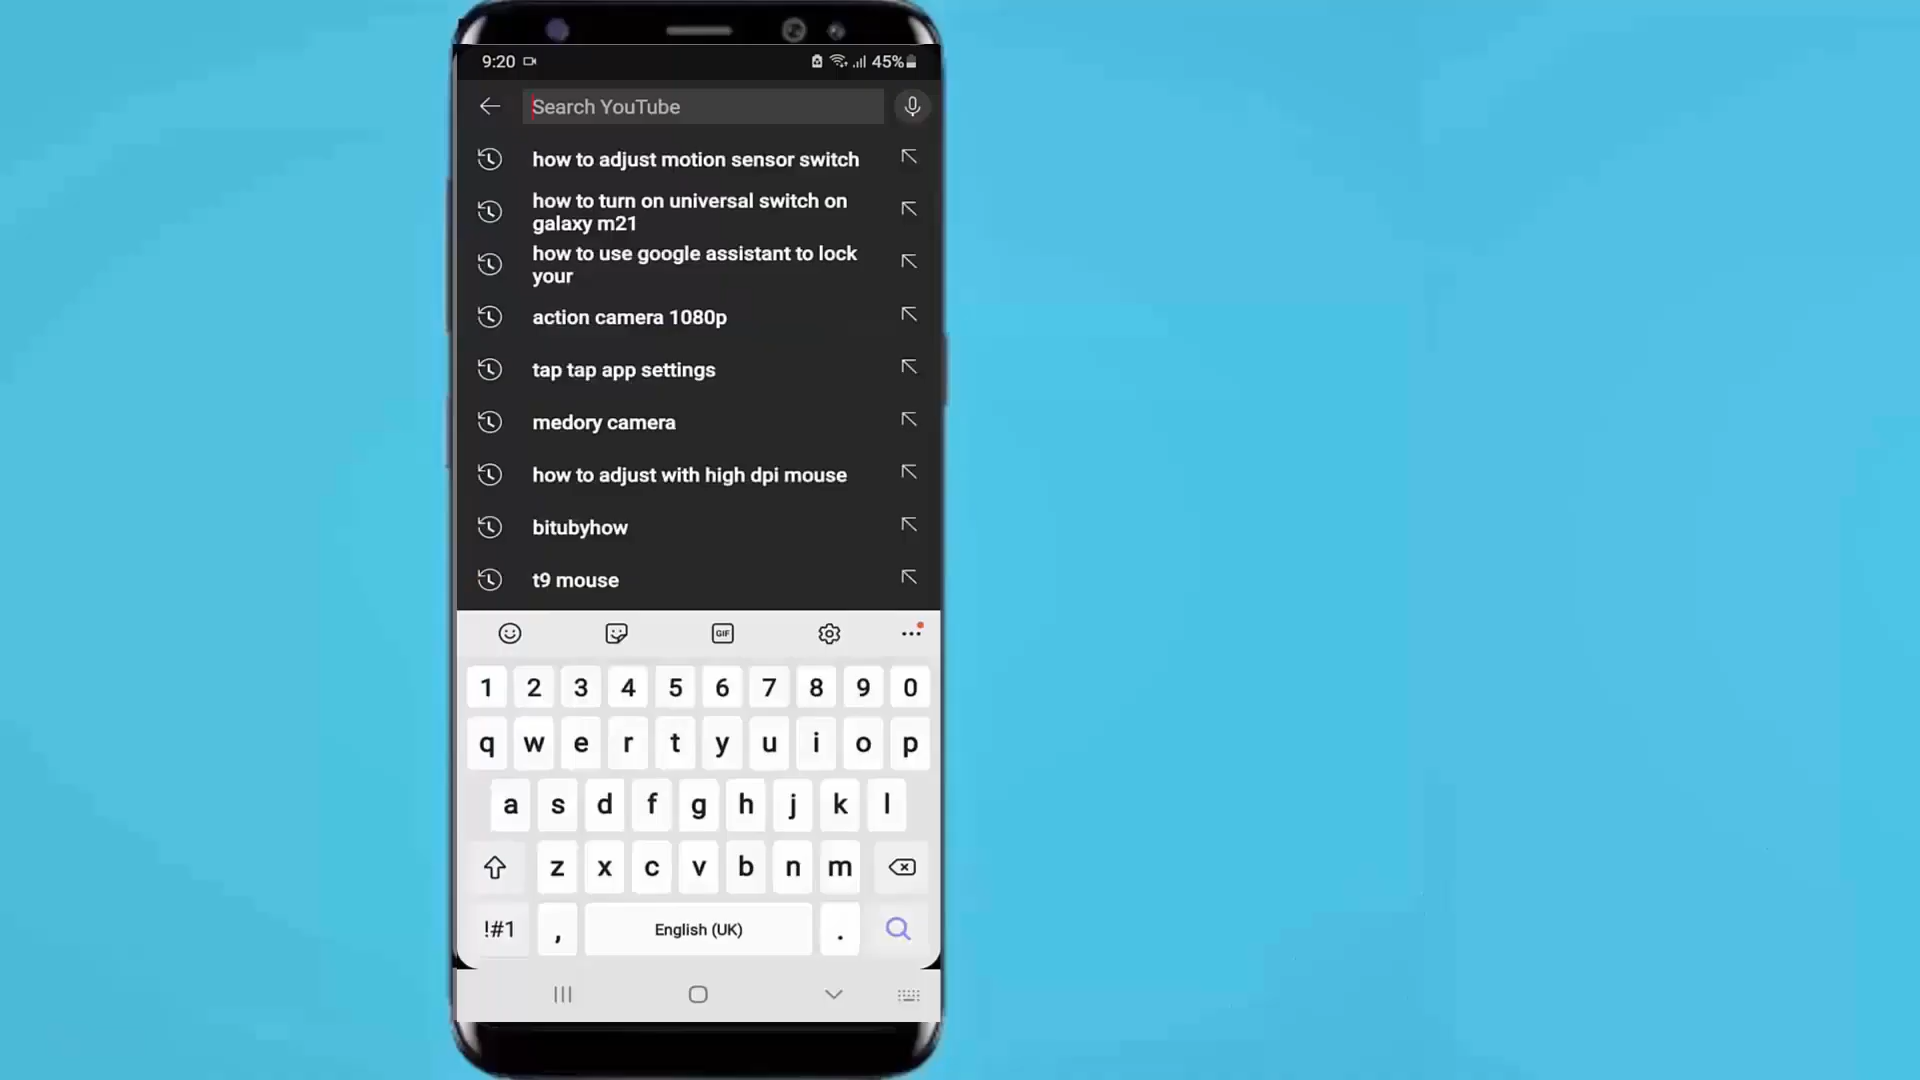 9:20 45%
Search YouTube
how to adjust motion sensor switch
how to turn on universal switch on
galaxy m21
how to use google assistant to lock
your
action camera 1080p
tap tap app settings
medory camera
how to adjust with high dpi mouse
bitubyhow
t9 mouse
GIF
1 2 3 4 5 6 7 8 9 0
q w e r t y u i o p
a s d f g h j k l
z x c v b n m
!#1 , English (UK) .